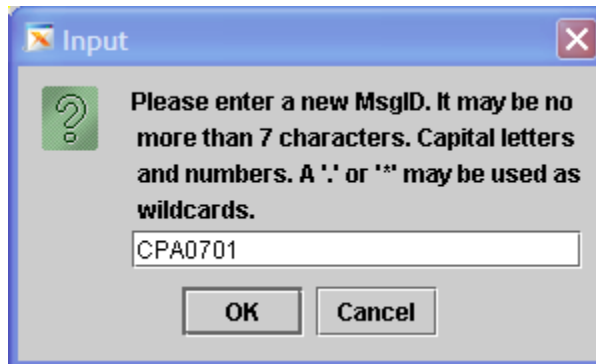 Input
Please enter a new MsgID. It may be no
more than 7 characters. Capital letters
and numbers. A '.' or '*' may be used as
wildcards.
CPA0701
OK Cancel